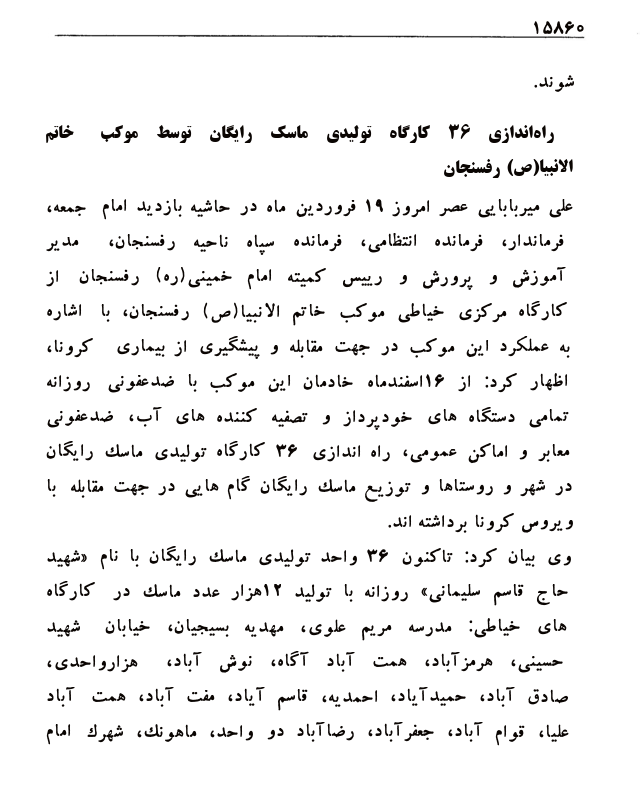 ۱۵۸۶۰
شوند.
راه‌اندازی ۳۶ کارگاه تولیدی ماسک رایگان توسط موکب خاتم
الانبیا(ص) رفسنجان
علی میربابایی عصر امروز ۱۹ فروردین ماه در حاشیه بازدید امام جمعه،
فرماندار، فرمانده انتظامی، فرمانده سپاه ناحیه رفسنجان، مدیر
آموزش و پرورش و رییس کمیته امام خمینی(ره) رفسنجان از
کارگاه مرکزی خیاطی موکب خاتم الانبیا(ص) رفسنجان، با اشاره
به عملکرد این موکب در جهت مقابله و پیشگیری از بیماری کرونا،
اظهار کرد: از ۱۶اسفندماه خادمان این موکب با ضدعفونی روزانه
تمامی دستگاه های خودپرداز و تصفیه کننده های آب، ضدعفونی
معابر و اماکن عمومی، راه اندازی ۳۶ کارگاه تولیدی ماسک رایگان
در شهر و روستاها و توزیع ماسک رایگان گام هایی در جهت مقابله با
ویروس کرونا برداشته اند.
وی بیان کرد: تاکنون ۳۶ واحد تولیدی ماسک رایگان با نام «شهید
حاج قاسم سلیمانی» روزانه با تولید ۱۲هزار عدد ماسک در کارگاه
های خیاطی: مدرسه مریم علوی، مهدیه بسیجیان، خیابان شهید
حسینی، هرمزآباد، همت آباد آگاه، نوش آباد، هزارواحدی،
صادق آباد، حمیدآیاد، احمدیه، قاسم آیاد، مفت آباد، همت آباد
علیا، قوام آباد، جعفرآباد، رضاآباد دو واحد، ماهونک، شهرک امام